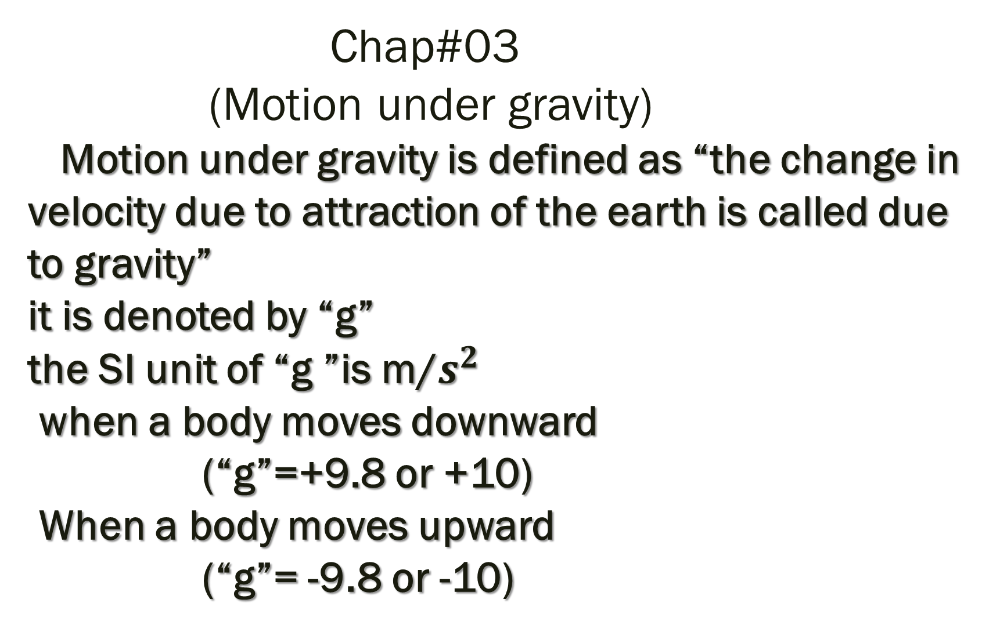 Chap#03
(Motion under gravity)
Motion under gravity is defined as “the change in
velocity due to attraction of the earth is called due
to gravity”
it is denoted by “g”
the SI unit of “g ”is m/s²
when a body moves downward
(“g”=+9.8 or +10)
When a body moves upward
(“g”= -9.8 or -10)